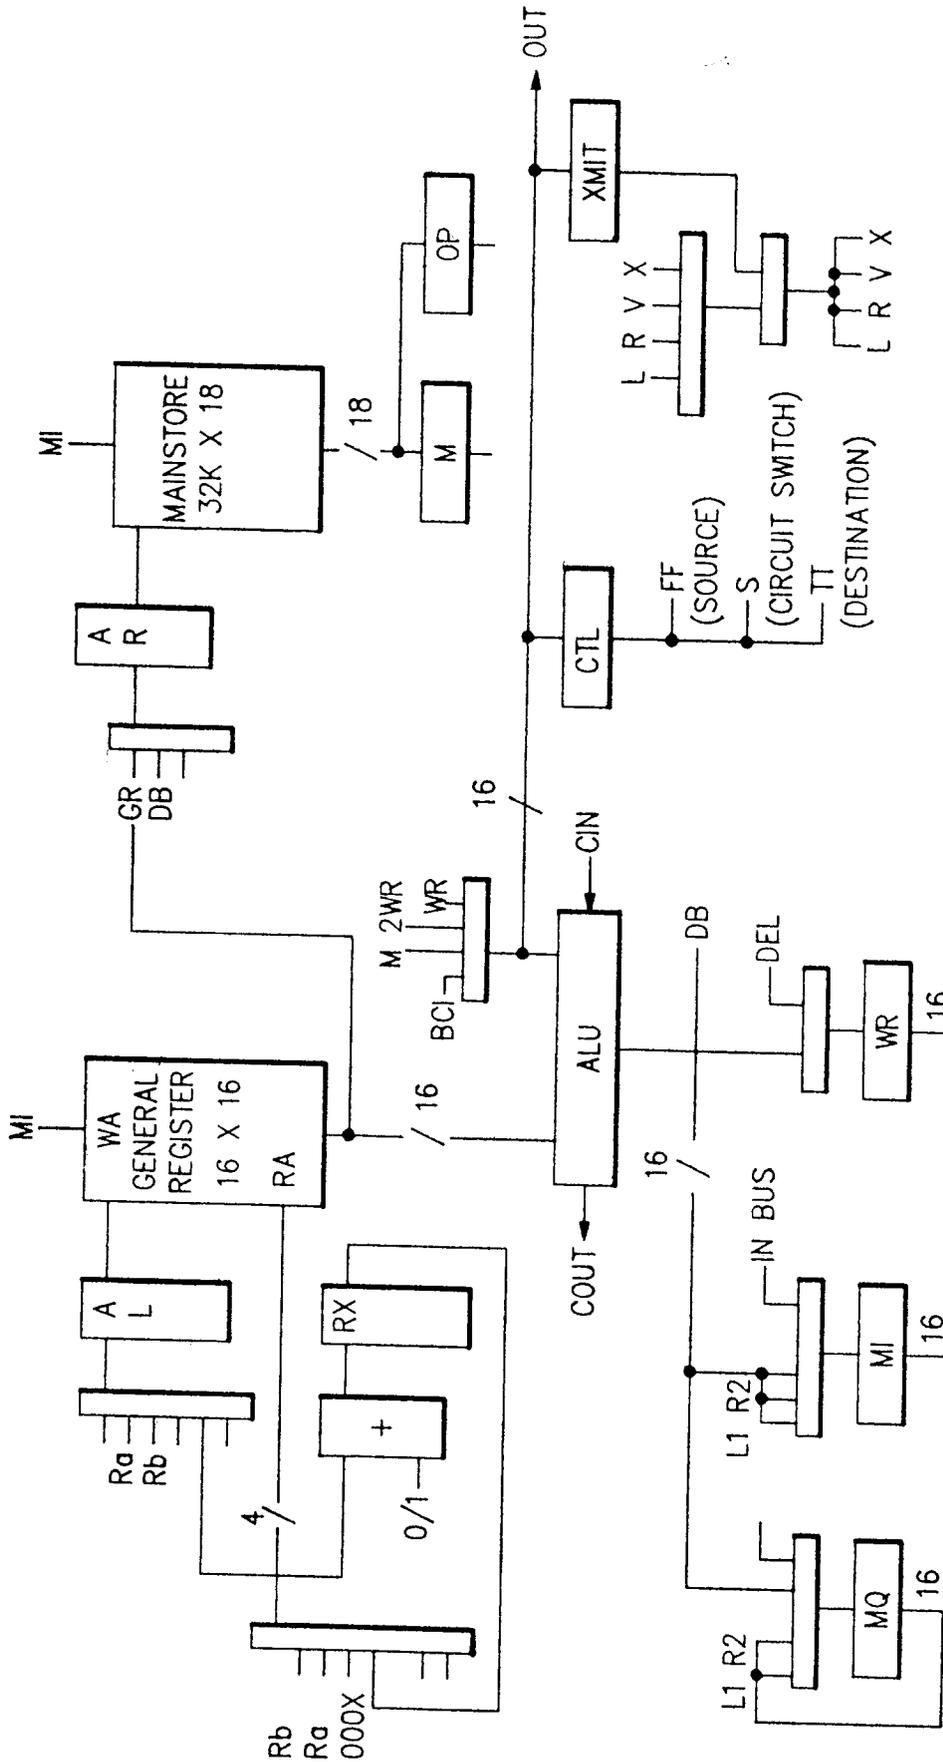 MI
MI
WA
GENERAL
REGISTER
16 X 16
RA
A
L
Ra
Rb
4
RX
+
0/1
Rb
Ra
000X
GR
DB
A
R
MAINSTORE
32K X 18
18
M
OP
16
BCI
M
2WR
WR
16
OUT
COUT
ALU
CIN
CTL
XMIT
FF
(SOURCE)
S
(CIRCUIT SWITCH)
TT
(DESTINATION)
L R V X
L R V X
16
DB
L1 R2
MQ
16
L1 R2
IN BUS
MI
16
DEL
WR
16